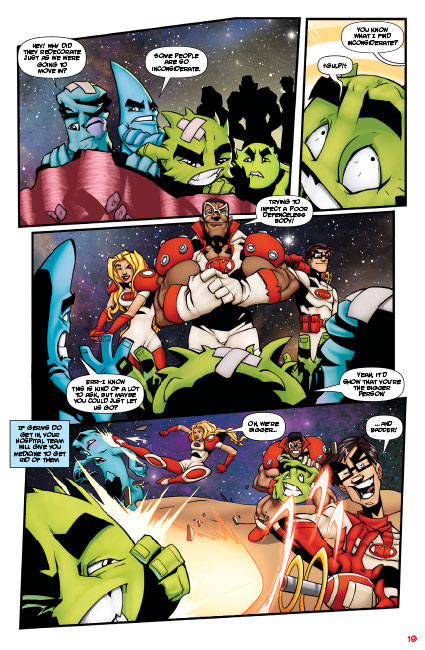 HEY! WHY DID
THEY REDECORATE
JUST AS WE WERE
GOING TO
MOVE IN?
SOME PEOPLE
ARE SO
INCONSIDERATE.
YOU KNOW
WHAT I FIND
INCONSIDERATE?
*GULP!*
TRYING TO
INFECT A POOR
DEFENCELESS
BODY!
ERR-I KNOW
THIS IS KIND OF A LOT
TO ASK, BUT MAYBE
YOU COULD JUST LET
US GO?
YEAH, IT'D
SHOW THAT YOU'RE
THE BIGGER
PERSON!
IF GERMS DO
GET IN, YOUR
HOSPITAL TEAM
WILL GIVE YOU
MEDICINE TO GET
RID OF THEM
OH, WE'RE
BIGGER...
...AND
BADDER!
19